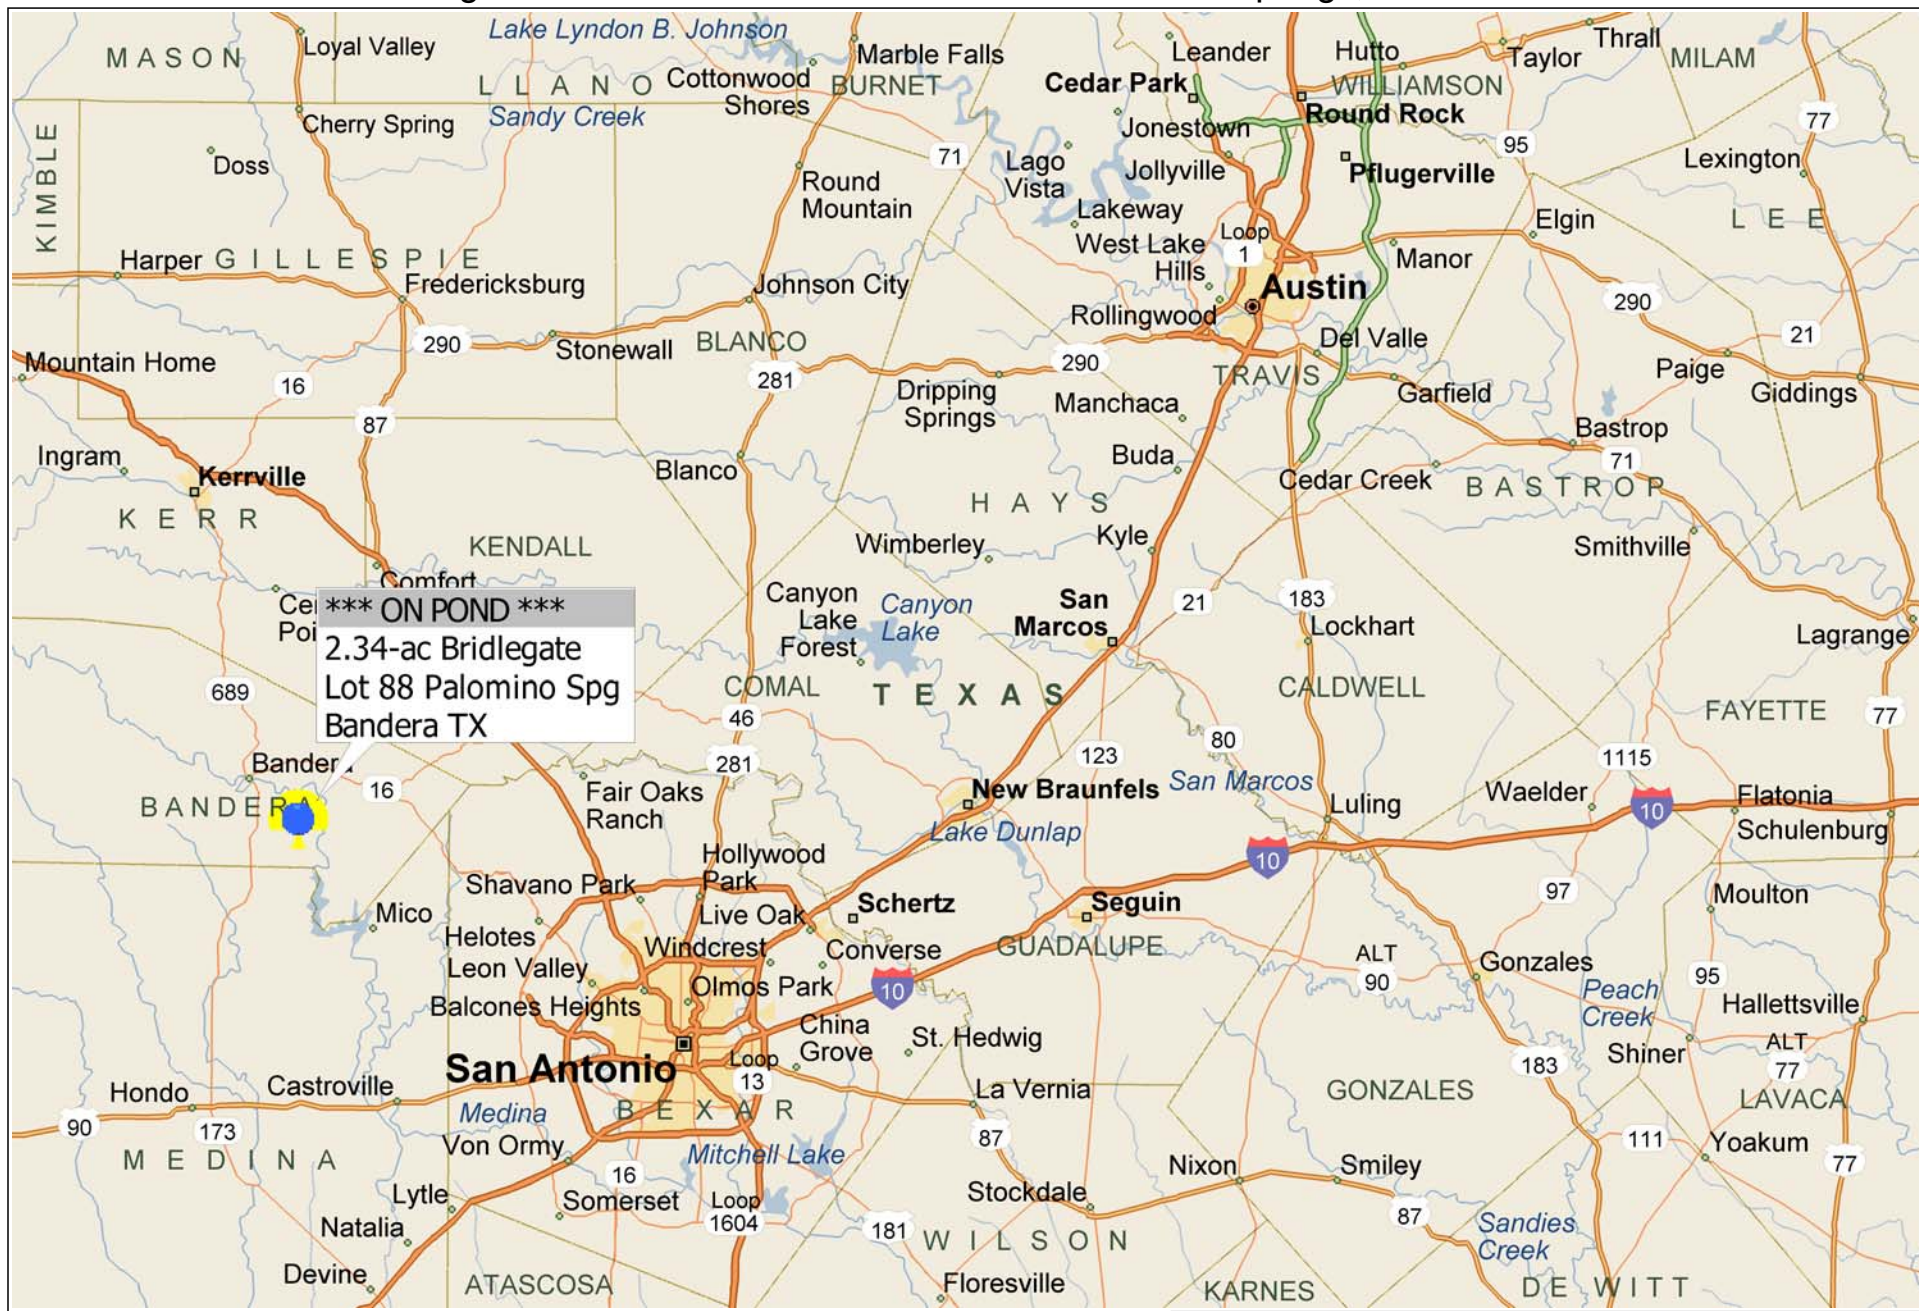 Lake Lyndon B. Johnson
Loyal Valley
MASON
LLANO
Cottonwood
Shores
Marble Falls
BURNET
Leander
Cedar Park
Hutto
Taylor
Thrall
MILAM
WILLIAMSON
Round Rock
Sandy Creek
Cherry Spring
KIMBLE
Doss
71
Lago
Vista
Jonestown
Jollyville
Pflugerville
95
77
Lexington
Round
Mountain
Lakeway
West Lake
Hills
Loop
1
Elgin
LEE
Manor
Harper
GILLESPIE
Fredericksburg
Johnson City
Austin
290
Rollingwood
Del Valle
21
290
Stonewall
BLANCO
Mountain Home
16
281
290
TRAVIS
Paige
Giddings
Dripping
Springs
Manchaca
Garfield
87
Bastrop
Ingram
Blanco
Buda
71
Kerrville
Cedar Creek
BASTROP
HAYS
KERR
KENDALL
Wimberley
Kyle
Smithville
Comfort
Canyon
Lake
Forest
Canyon
Lake
San
Marcos
21
183
Lockhart
Lagrange
*** ON POND ***
2.34-ac Bridlegate
Lot 88 Palomino Spg
Bandera TX
689
COMAL
TEXAS
CALDWELL
FAYETTE
46
77
80
123
1115
281
Bandera
16
BANDERA
Fair Oaks
Ranch
New Braunfels
San Marcos
Luling
Waelder
10
Flatonia
Schulenburg
Lake Dunlap
10
Hollywood
Park
Shavano Park
Mico
Live Oak
Schertz
Seguin
97
Moulton
Helotes
Windcrest
Converse
GUADALUPE
Leon Valley
ALT
90
Gonzales
95
Peach
Creek
Hallettsville
Balcones Heights
Olmos Park
10
China
Grove
St. Hedwig
Shiner
ALT
77
San Antonio
Loop
13
183
Hondo
Castroville
La Vernia
GONZALES
LAVACA
90
173
Medina
BEXAR
87
111
Yoakum
MEDINA
Von Ormy
Mitchell Lake
16
Nixon
Smiley
77
Lytle
Somerset
Loop
1604
Stockdale
87
Natalia
181
WILSON
Sandies
Creek
Devine
ATASCOSA
Floresville
KARNES
DE WITT